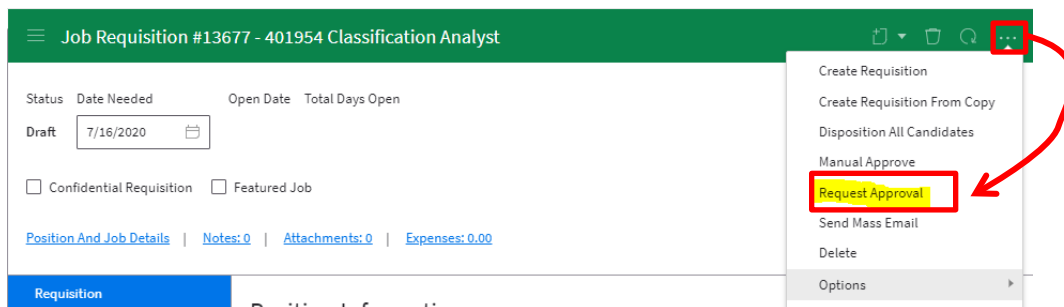 Job Requisition #13677 - 401954 Classification Analyst
Status Date Needed Open Date Total Days Open
Draft 7/16/2020
Confidential Requisition Featured Job
Position And Job Details | Notes: 0 | Attachments: 0 | Expenses: 0.00
Requisition
Create Requisition
Create Requisition From Copy
Disposition All Candidates
Manual Approve
Request Approval
Send Mass Email
Delete
Options